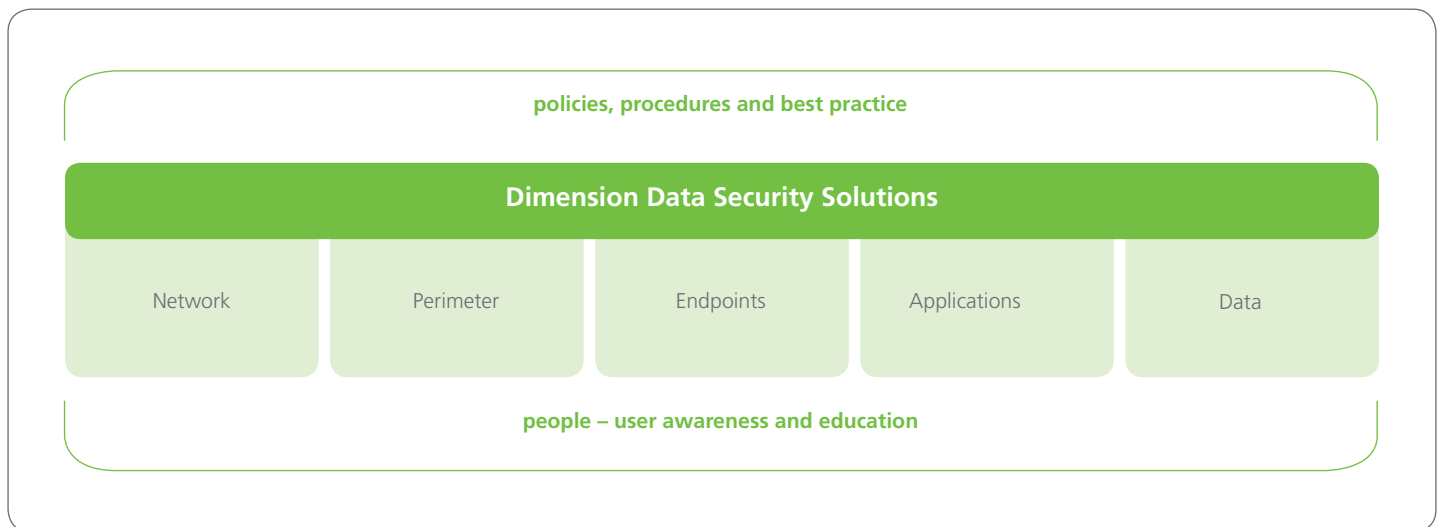 policies, procedures and best practice
Dimension Data Security Solutions
Network
Perimeter
Endpoints
Applications
Data
people – user awareness and education